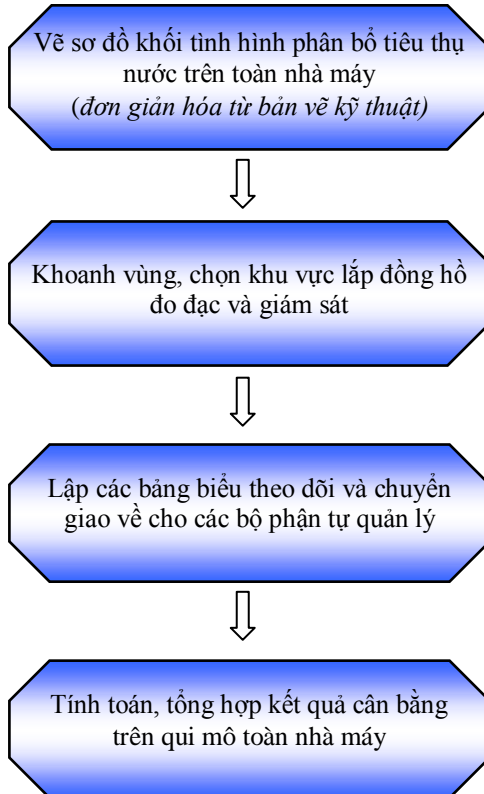 Vẽ sơ đồ khối tình hình phân bổ tiêu thụ
nước trên toàn nhà máy
(đơn giản hóa từ bản vẽ kỹ thuật)
Khoanh vùng, chọn khu vực lắp đồng hồ
đo đạc và giám sát
Lập các bảng biểu theo dõi và chuyển
giao về cho các bộ phận tự quản lý
Tính toán, tổng hợp kết quả cân bằng
trên qui mô toàn nhà máy